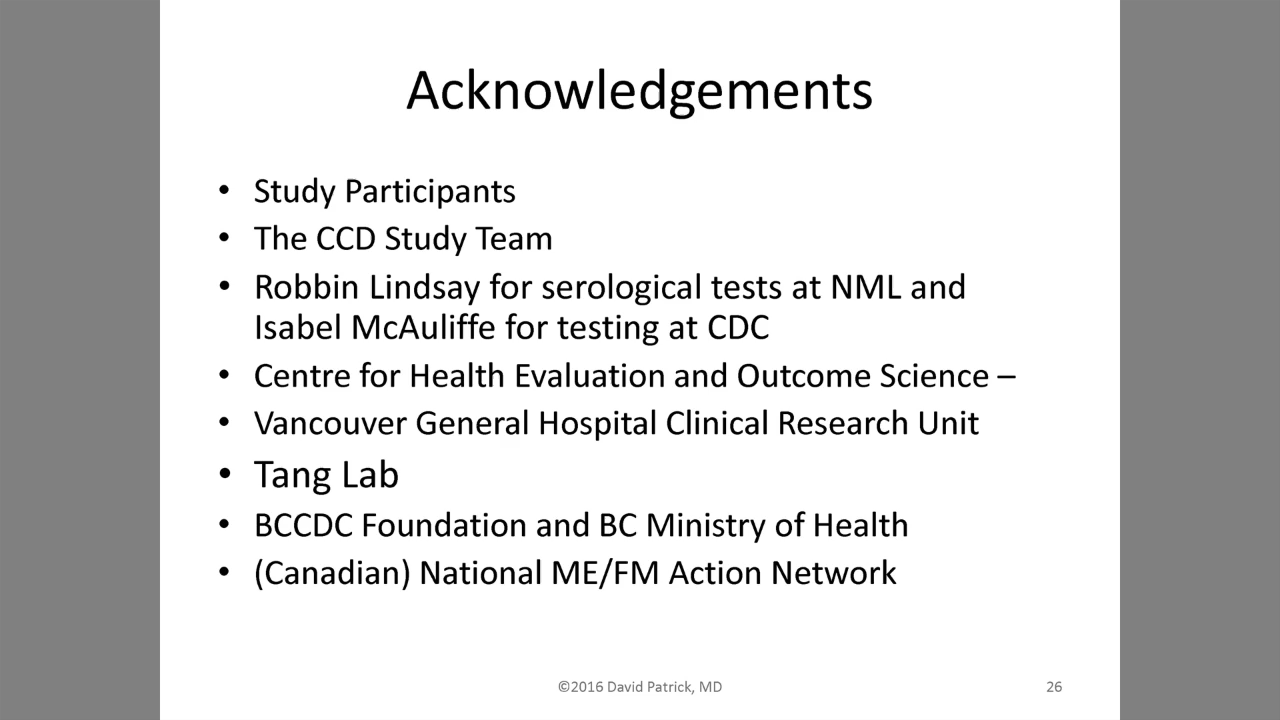 Acknowledgements
• Study Participants
• The CCD Study Team
• Robbin Lindsay for serological tests at NML and
Isabel McAuliffe for testing at CDC
• Centre for Health Evaluation and Outcome Science –
• Vancouver General Hospital Clinical Research Unit
• Tang Lab
• BCCDC Foundation and BC Ministry of Health
• (Canadian) National ME/FM Action Network
©2016 David Patrick, MD
26